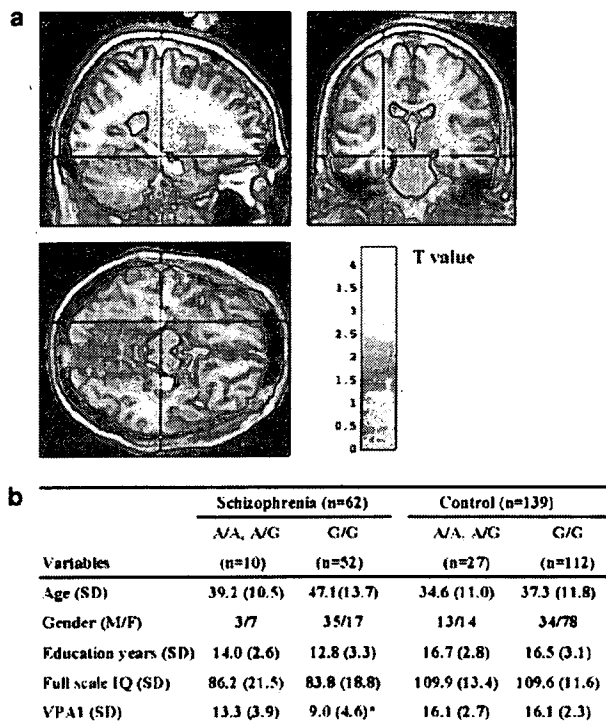 a
T value
4
3.5
3
2.5
2
1.5
1
0.5
0
b
Schizophrenia (n=62) Control (n=139)
A/A, A/G G/G A/A, A/G G/G
Variables (n=10) (n=52) (n=27) (n=112)
Age (SD) 39.2 (10.5) 47.1(13.7) 34.6 (11.0) 37.3 (11.8)
Gender (M/F) 3/7 35/17 13/14 34/78
Education years (SD) 14.0 (2.6) 12.8 (3.3) 16.7 (2.8) 16.5 (3.1)
Full scale IQ (SD) 86.2 (21.5) 83.8 (18.8) 109.9 (13.4) 109.6 (11.6)
VPA1 (SD) 13.3 (3.9) 9.0 (4.6)* 16.1 (2.7) 16.1 (2.3)